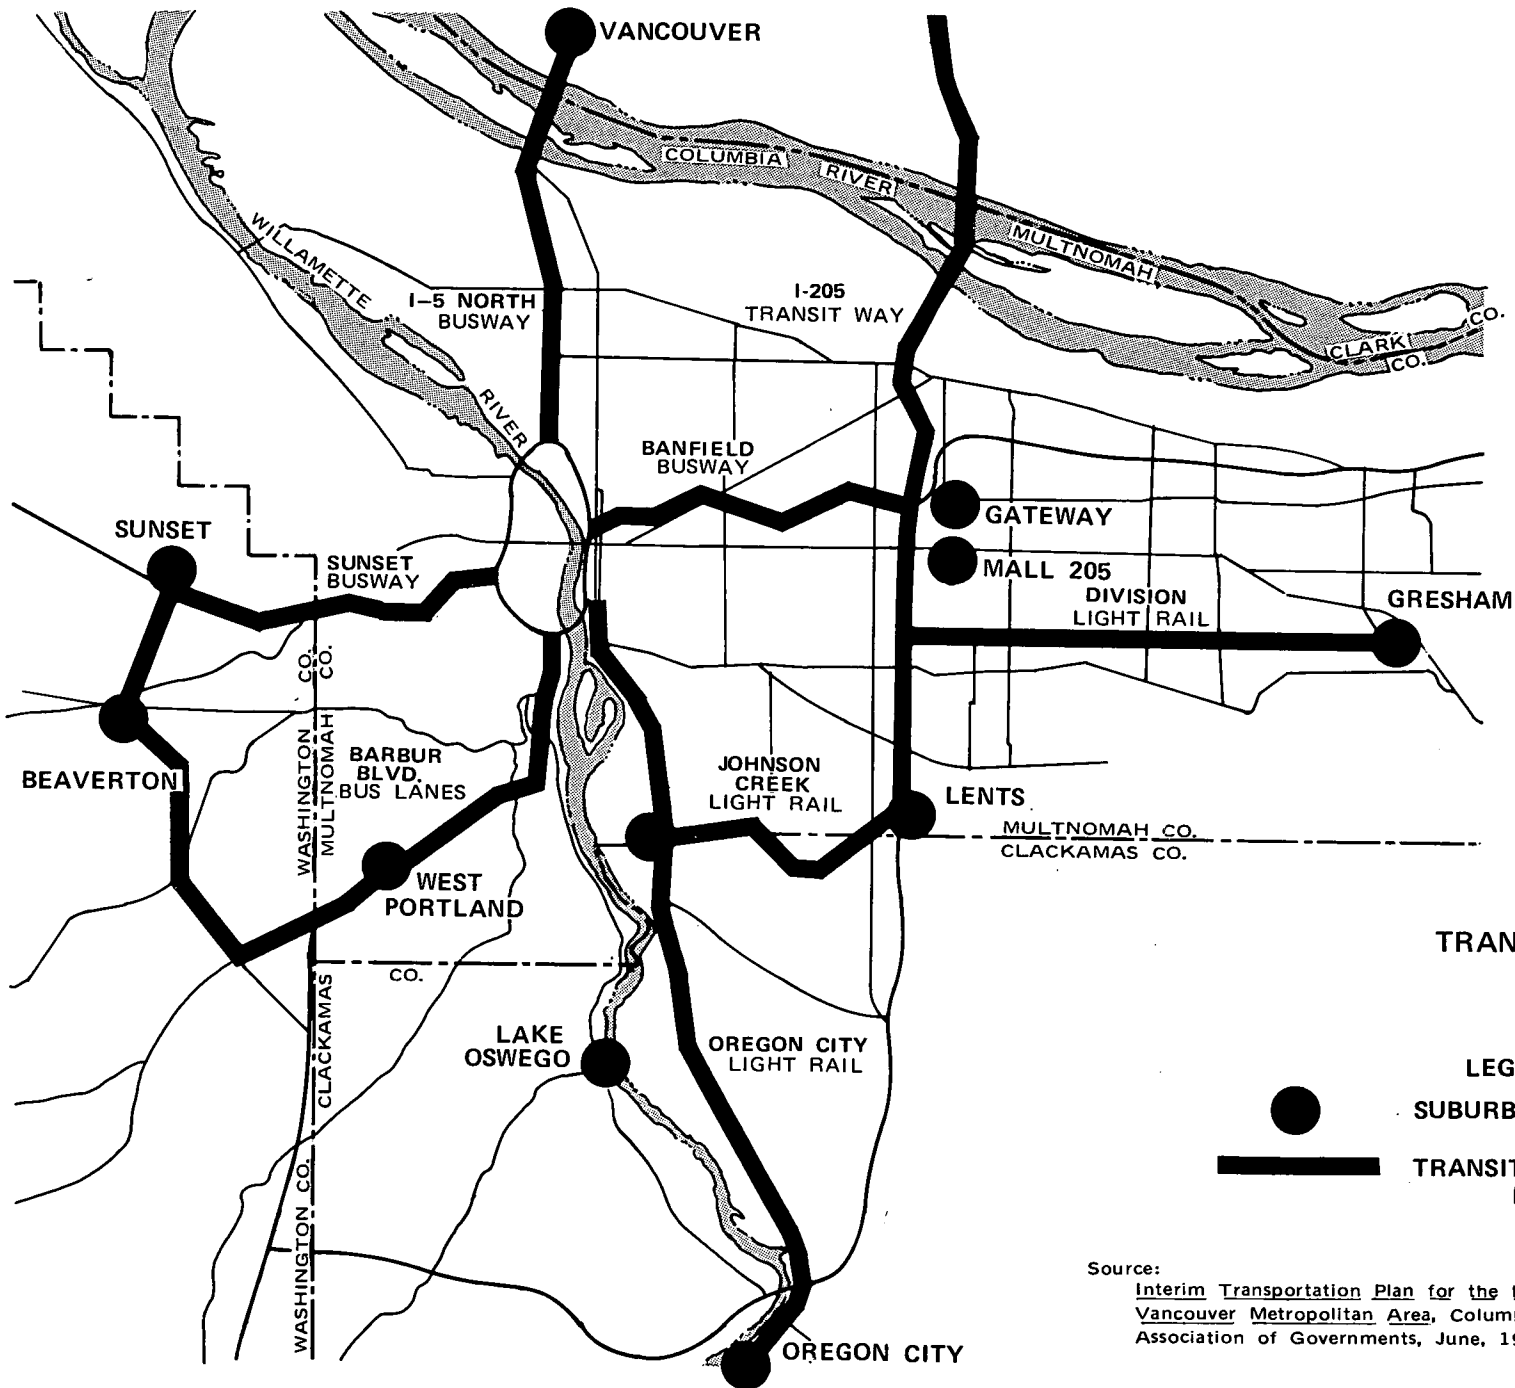 VANCOUVER
COLUMBIA
RIVER
MULTNOMAH
CO.
CLARK
CO.
WILLAMETTE
RIVER
I-5 NORTH
BUSWAY
I-205
TRANSIT WAY
BANFIELD
BUSWAY
GATEWAY
MALL 205
SUNSET
SUNSET
BUSWAY
DIVISION
LIGHT RAIL
GRESHAM
WASHINGTON CO.
MULTNOMAH CO.
BEAVERTON
BARBUR
BLVD.
BUS LANES
JOHNSON
CREEK
LIGHT RAIL
LENTS
MULTNOMAH CO.
CLACKAMAS CO.
WEST
PORTLAND
CO.
CLACKAMAS
WASHINGTON CO.
LAKE
OSWEGO
OREGON CITY
LIGHT RAIL
OREGON CITY
TRAN
LEG
SUBURB
TRANSIT
Source:
Interim Transportation Plan for the
Vancouver Metropolitan Area, Colum
Association of Governments, June, 19